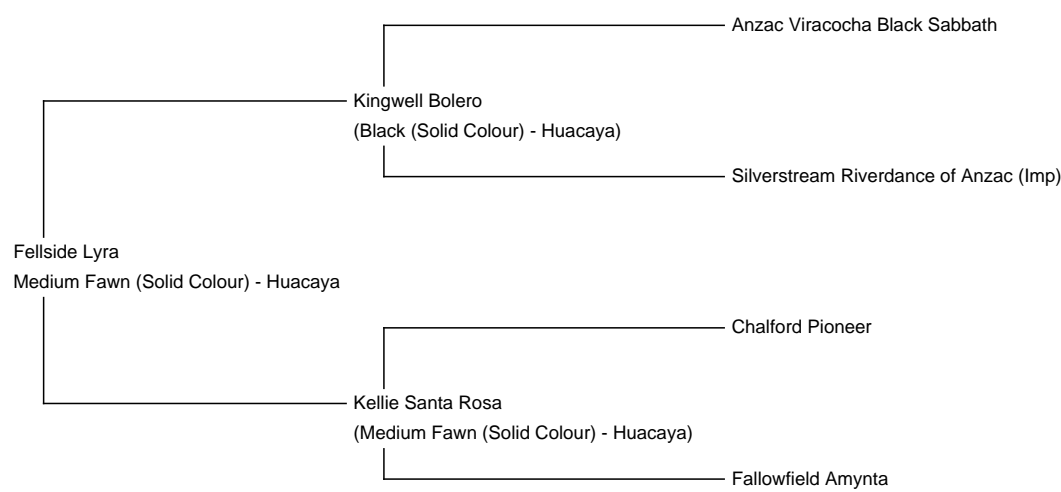 Anzac Viracocha Black Sabbath
Kingwell Bolero
(Black (Solid Colour) - Huacaya)
Silverstream Riverdance of Anzac (Imp)
Fellside Lyra
Medium Fawn (Solid Colour) - Huacaya
Chalford Pioneer
Kellie Santa Rosa
(Medium Fawn (Solid Colour) - Huacaya)
Fallowfield Amynta